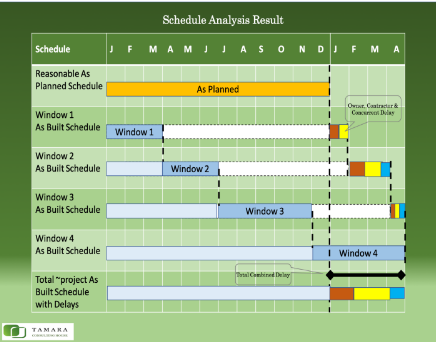 Schedule Analysis Result
Schedule J F M A M J J A S O N D J F M A
Reasonable As
Planned Schedule
As Planned
Window 1
As Built Schedule
Window 1
Owner, Contractor &
Concurrent Delay
Window 2
As Built Schedule
Window 2
Window 3
As Built Schedule
Window 3
Window 4
As Built Schedule
Window 4
Total ~project As
Built Schedule
with Delays
Total Combined Delay
TAMARA